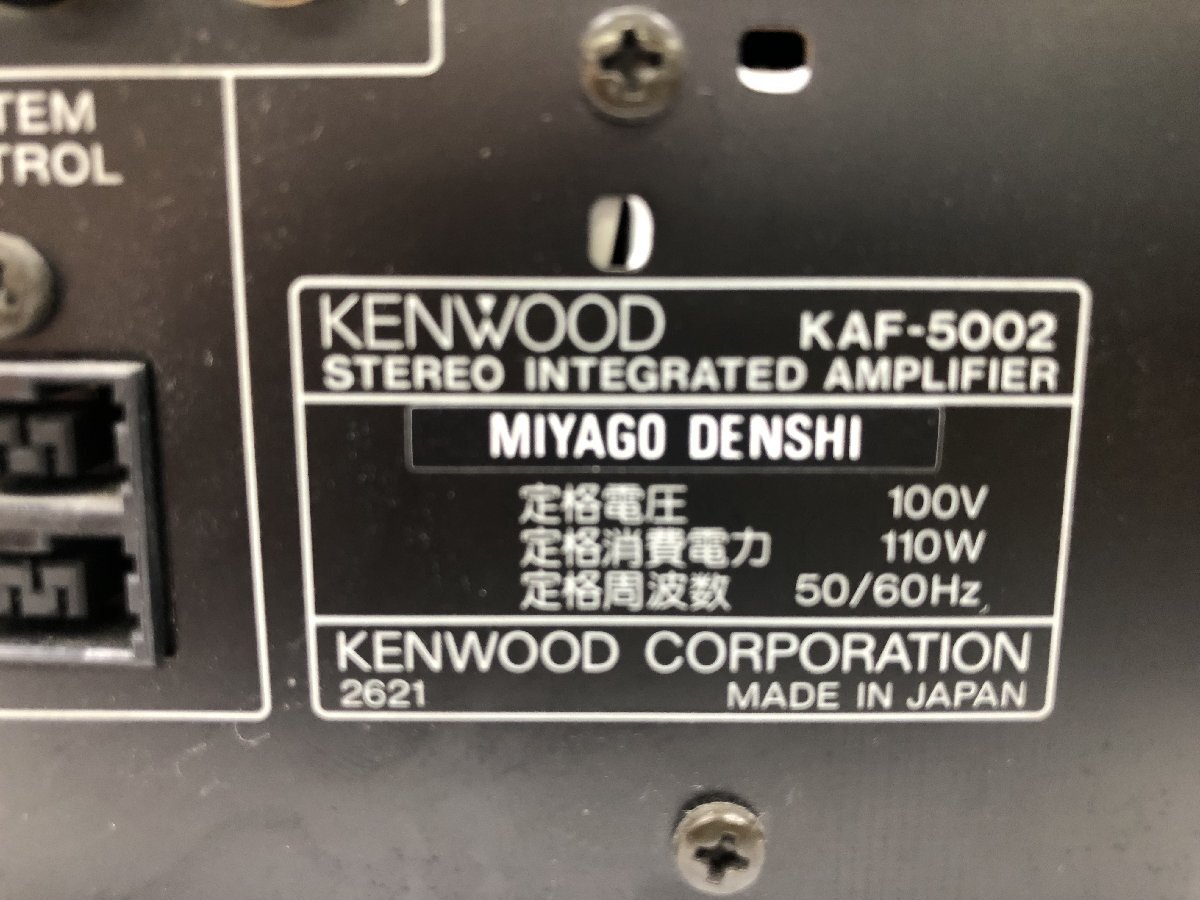 TEM
TROL
KENWOOD KAF-5002
STEREO INTEGRATED AMPLIFIER
MIYAGO DENSHI
定格電圧 100V
定格消費電力 110W
定格周波数 50/60Hz
KENWOOD CORPORATION
2621 MADE IN JAPAN